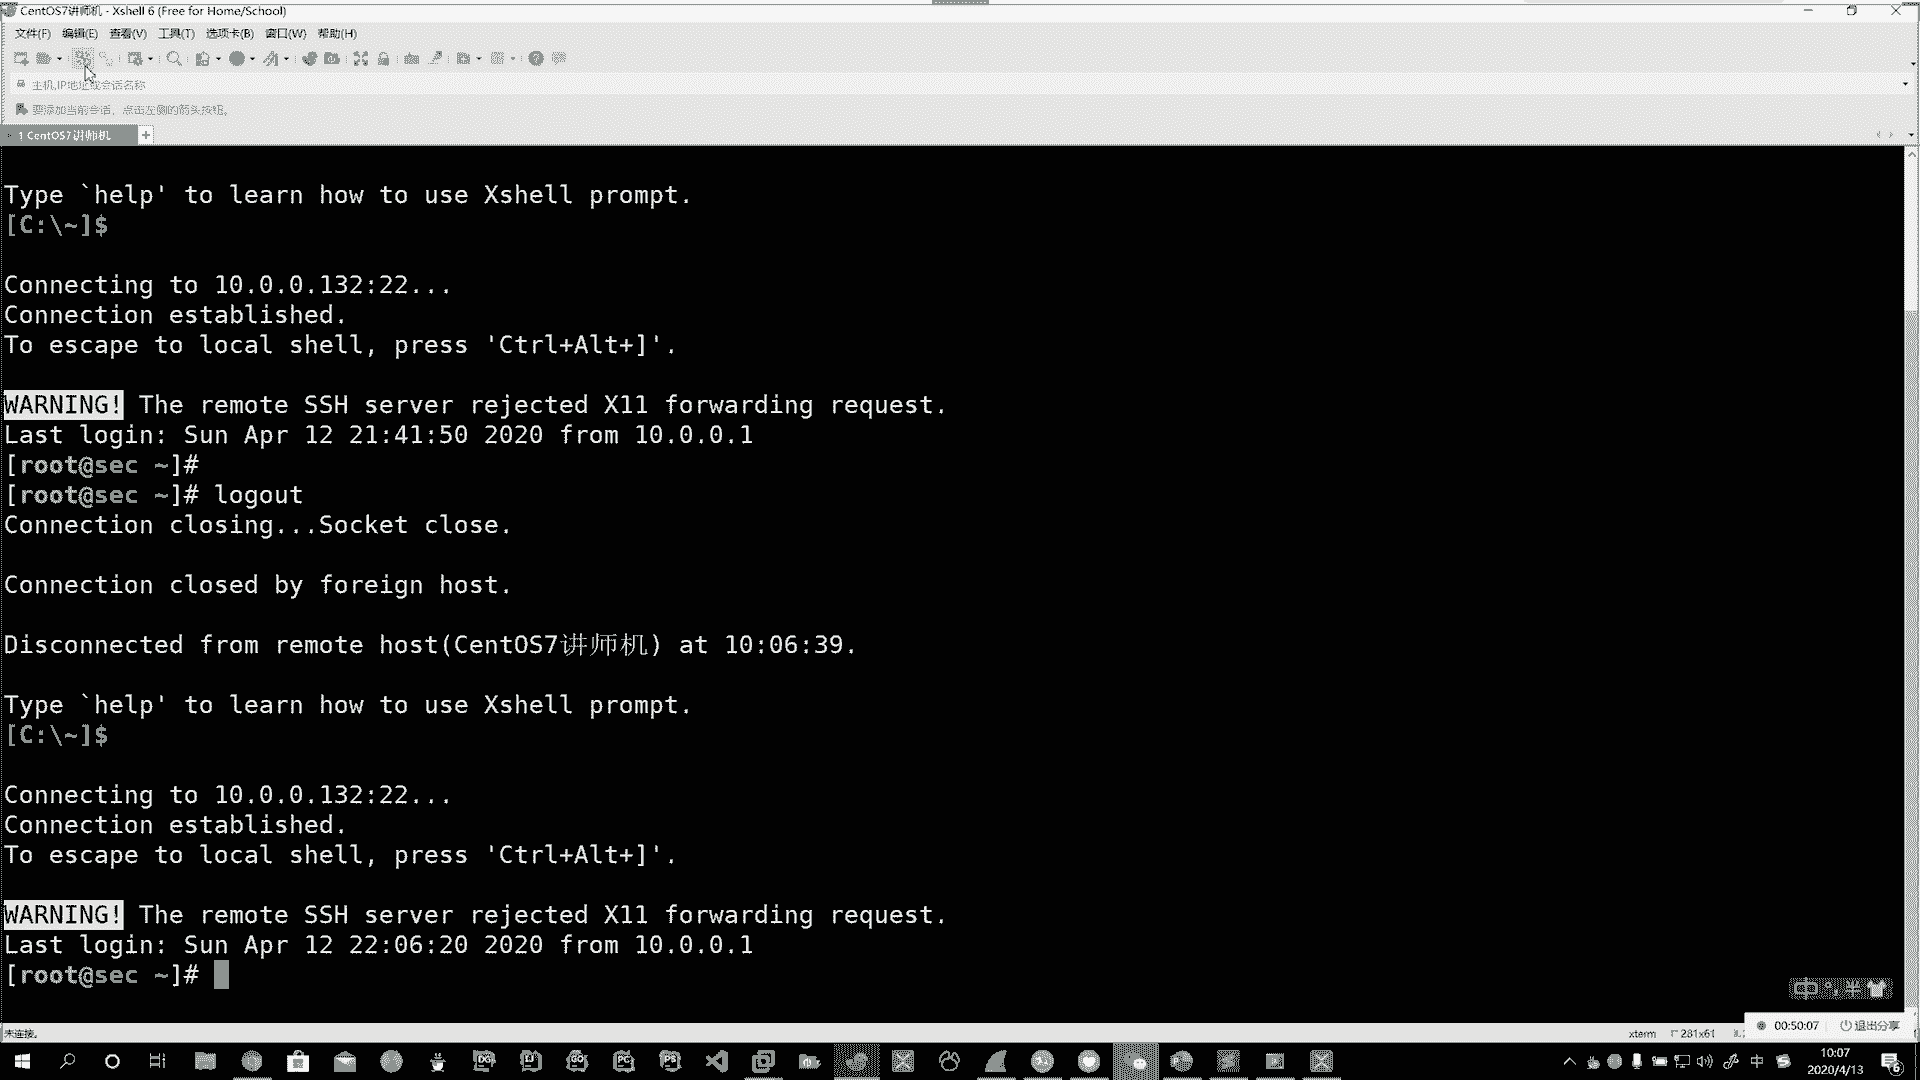 CentOS7讲师机 - Xshell 6 (Free for Home/School)
文件(F) 编辑(E) 查看(V) 工具(T) 选项卡(B) 窗口(W) 帮助(H)
主机,IP地址或会话名称
要添加当前会话，点击左侧的箭头按钮。
1 CentOS7讲师机
Type `help' to learn how to use Xshell prompt.
[C:\~]$
Connecting to 10.0.0.132:22...
Connection established.
To escape to local shell, press 'Ctrl+Alt+]'.
WARNING! The remote SSH server rejected X11 forwarding request.
Last login: Sun Apr 12 21:41:50 2020 from 10.0.0.1
[root@sec ~]#
[root@sec ~]# logout
Connection closing...Socket close.
Connection closed by foreign host.
Disconnected from remote host(CentOS7讲师机) at 10:06:39.
Type `help' to learn how to use Xshell prompt.
[C:\~]$
Connecting to 10.0.0.132:22...
Connection established.
To escape to local shell, press 'Ctrl+Alt+]'.
WARNING! The remote SSH server rejected X11 forwarding request.
Last login: Sun Apr 12 22:06:20 2020 from 10.0.0.1
[root@sec ~]#
中 °, 半
未连接。 xterm 281x61
00:50:07 退出分享
DG IJ GO PC PS
中
10:07
2020/4/13
6